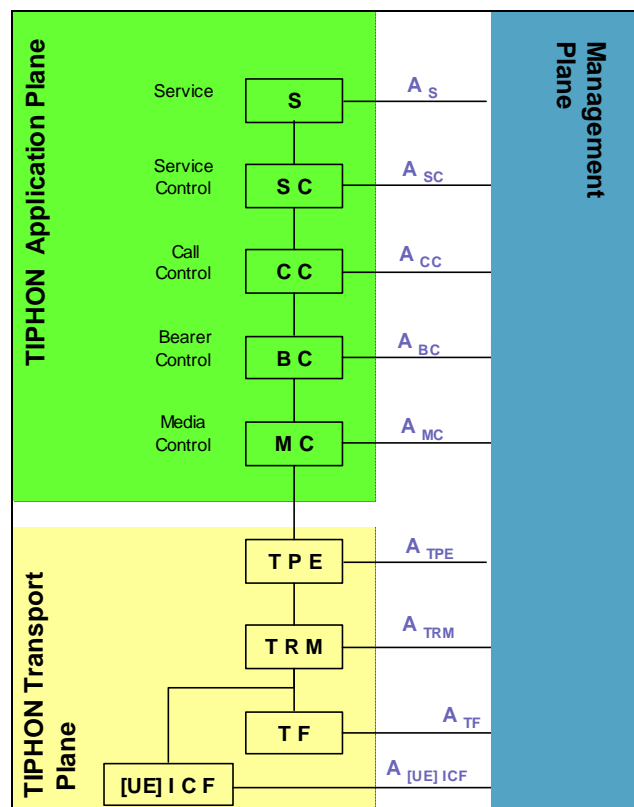 TIPHON Application Plane
Management
Plane
Service
S
A S
Service
Control
S C
A SC
Call
Control
C C
A CC
Bearer
Control
B C
A BC
Media
Control
M C
A MC
TIPHON Transport
Plane
T P E
A TPE
T R M
A TRM
T F
A TF
[UE] I C F
A [UE] ICF